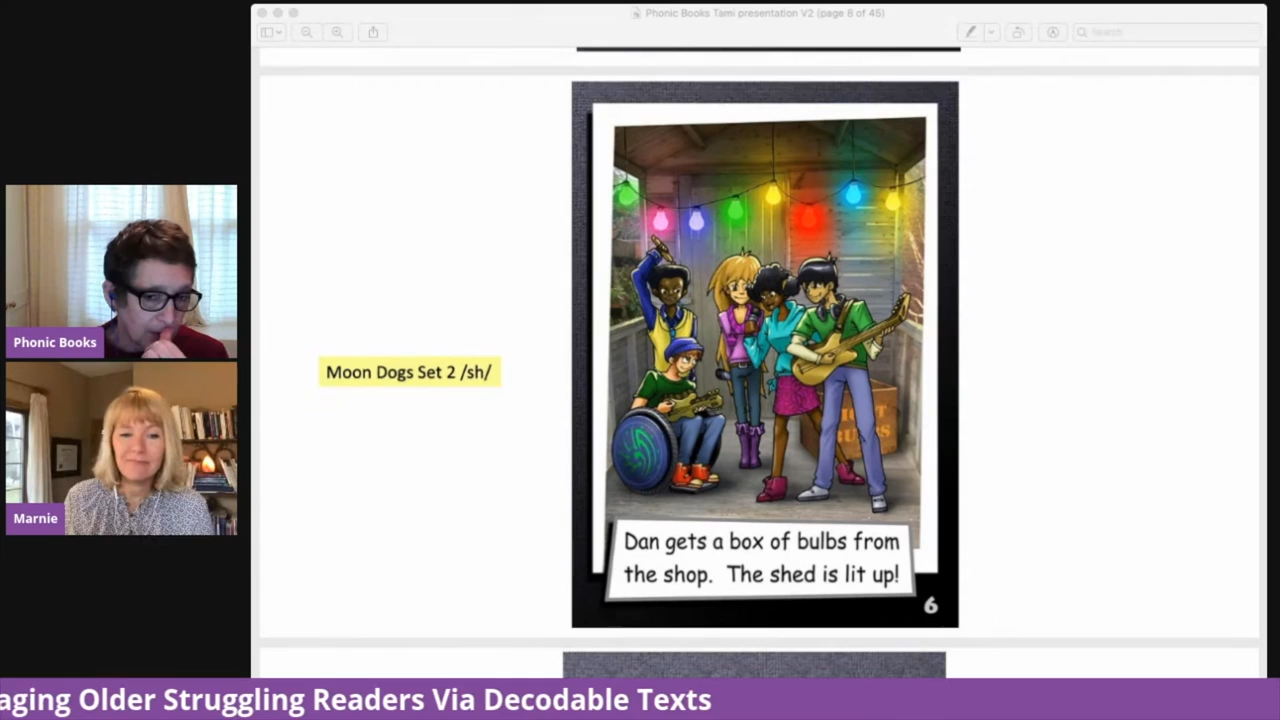 Phonic Books Tami presentation V2 (page 8 of 45)
Search
Phonic Books
Marnie
Moon Dogs Set 2 /sh/
Dan gets a box of bulbs from
the shop. The shed is lit up!
6
aging Older Struggling Readers Via Decodable Texts